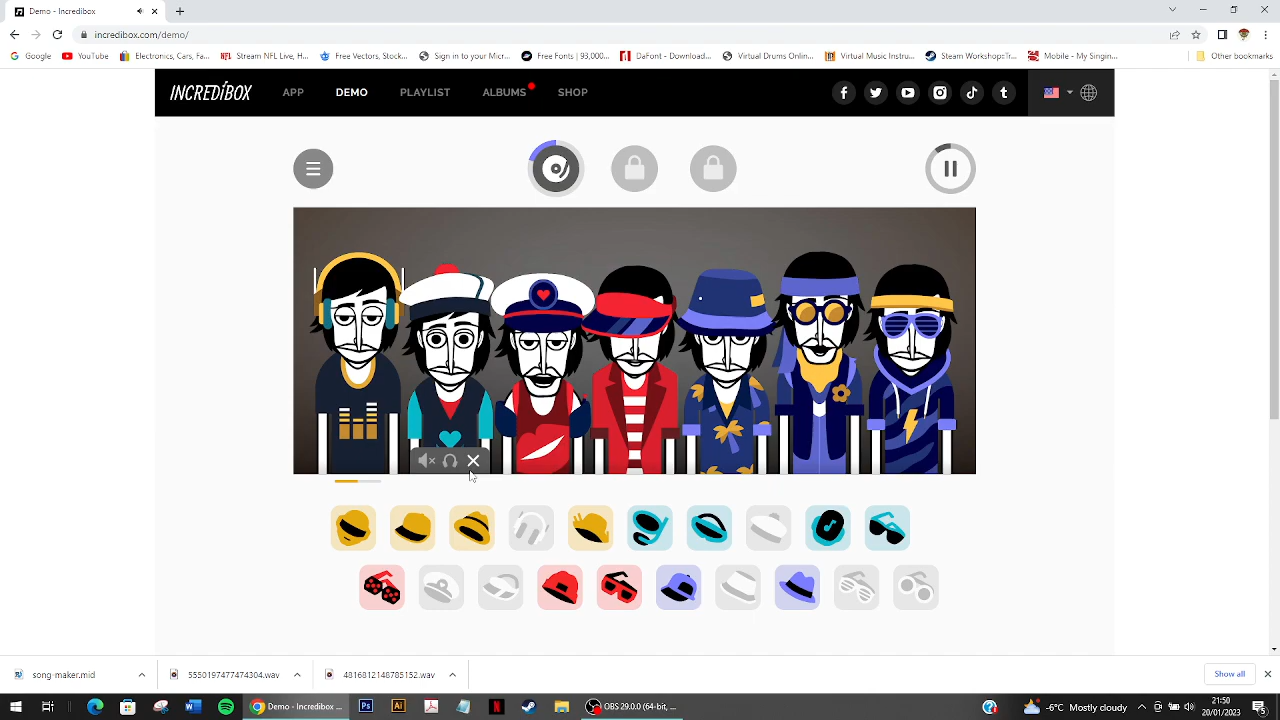 Demo - Incredibox
incredibox.com/demo/
Google
YouTube
Electronics, Cars, Fa...
Stream NFL Live, H...
Free Vectors, Stock...
Sign in to your Micr...
Free Fonts | 93,000...
DaFont - Download...
Virtual Drums Onlin...
Virtual Music Instru...
Steam Workshop::Tr...
Mobile - My Singin...
Other bookmarks
INCREDIBOX
APP
DEMO
PLAYLIST
ALBUMS
SHOP
song-maker.mid
5550197477474304.wav
4816812148785152.wav
Show all
Demo - Incredibox ...
OBS 29.0.0 (64-bit, ...
-6°C Mostly cloudy
21:50
20/01/2023